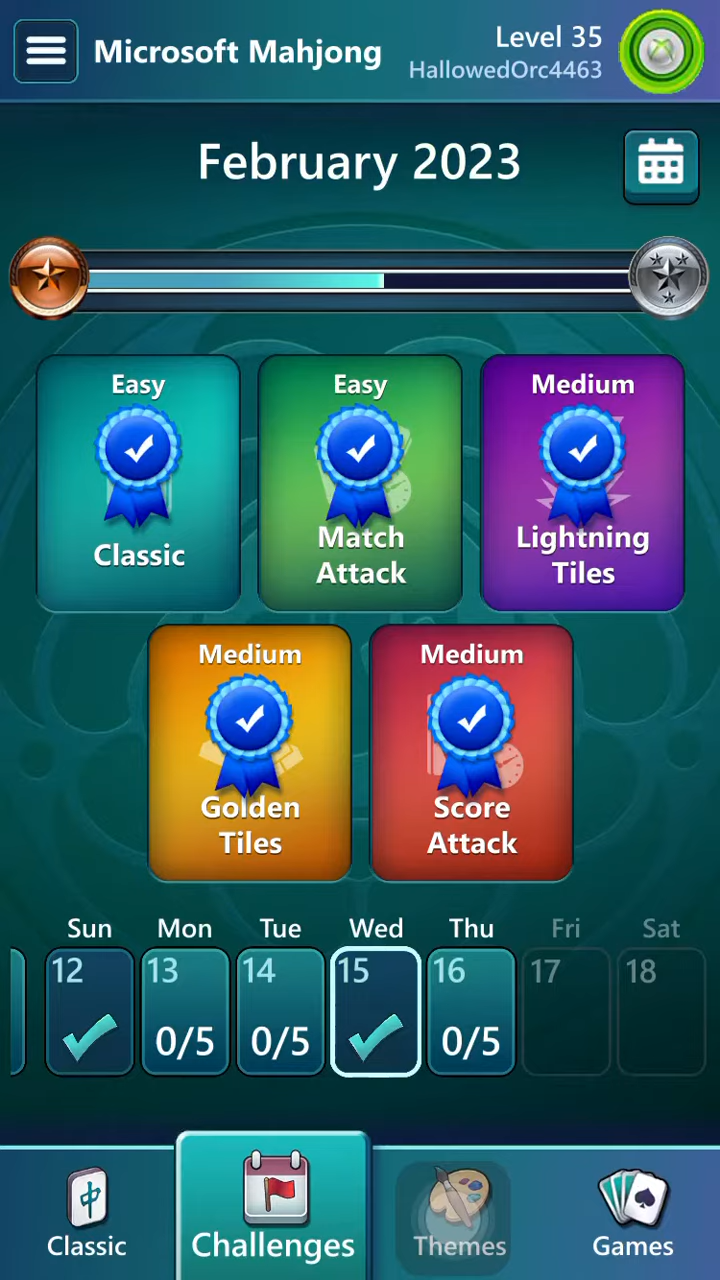 Microsoft Mahjong
Level 35
HallowedOrc4463
February 2023
Easy
Classic
Easy
Match
Attack
Medium
Lightning
Tiles
Medium
Golden
Tiles
Medium
Score
Attack
Sun Mon Tue Wed Thu Fri Sat
12 13 14 15 16 17 18
0/5 0/5 0/5
中
Classic Challenges Themes Games